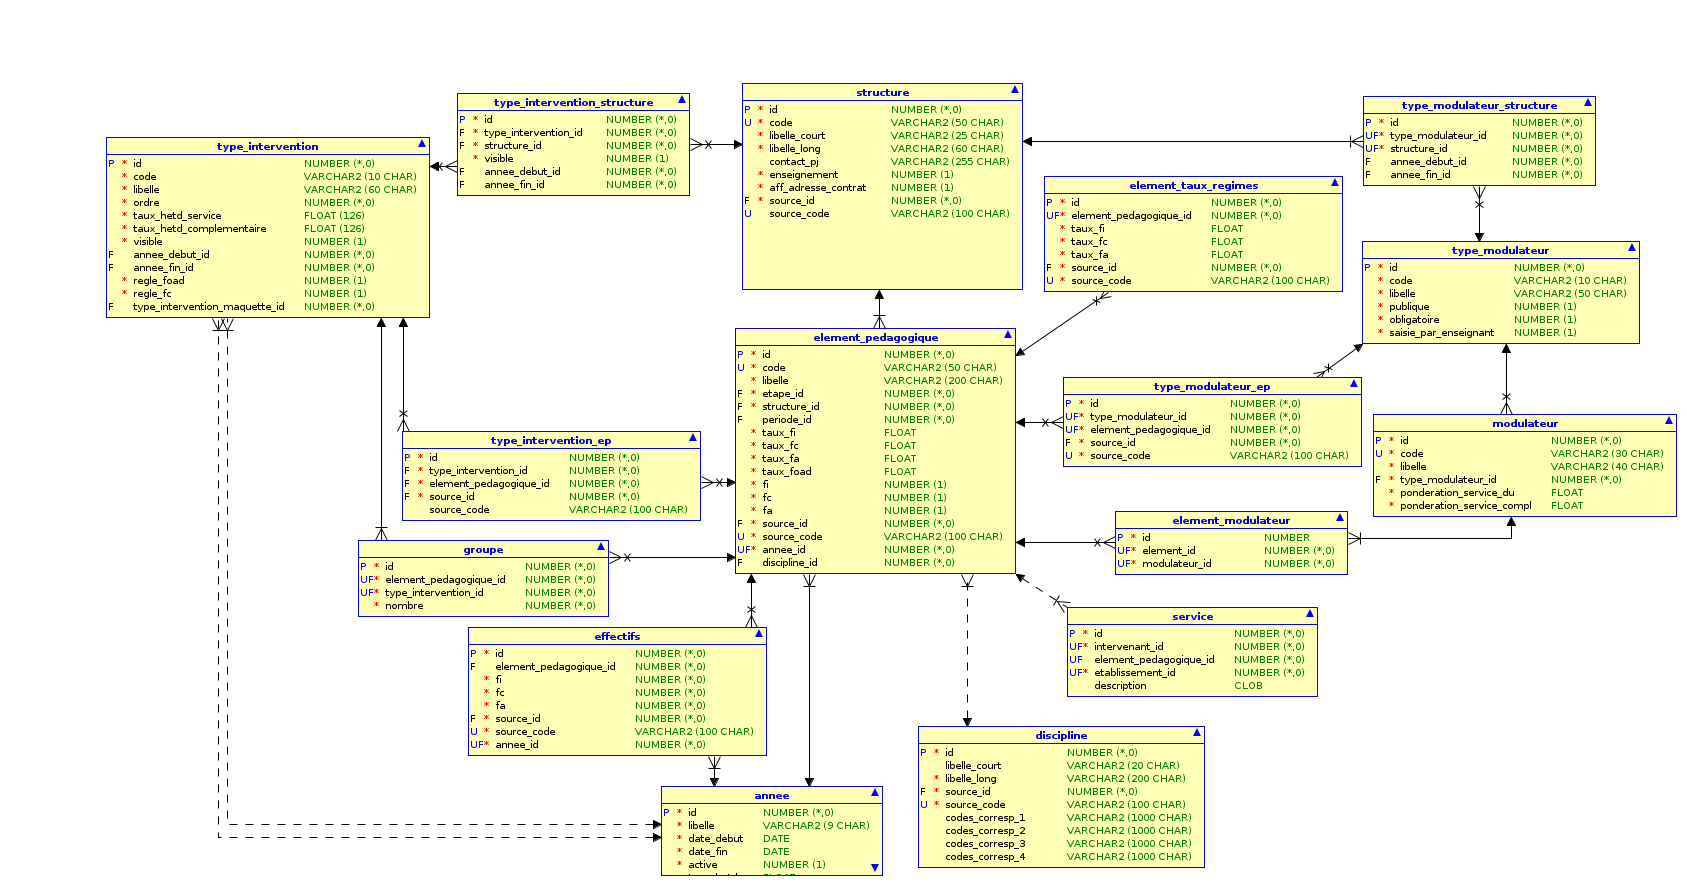 type_intervention_structure
P * id NUMBER (*,0)
F * type_intervention_id NUMBER (*,0)
F * structure_id NUMBER (*,0)
* visible NUMBER (1)
F annee_debut_id NUMBER (*,0)
F annee_fin_id NUMBER (*,0)
structure
P * id NUMBER (*,0)
U * code VARCHAR2 (50 CHAR)
* libelle_court VARCHAR2 (25 CHAR)
* libelle_long VARCHAR2 (60 CHAR)
contact_pj VARCHAR2 (255 CHAR)
* enseignement NUMBER (1)
* aff_adresse_contrat NUMBER (1)
F * source_id NUMBER (*,0)
U source_code VARCHAR2 (100 CHAR)
type_modulateur_structure
P * id NUMBER (*,0)
UF* type_modulateur_id NUMBER (*,0)
UF* structure_id NUMBER (*,0)
F annee_debut_id NUMBER (*,0)
F annee_fin_id NUMBER (*,0)
type_intervention
P * id NUMBER (*,0)
* code VARCHAR2 (10 CHAR)
* libelle VARCHAR2 (60 CHAR)
* ordre NUMBER (*,0)
* taux_hetd_service FLOAT (126)
* taux_hetd_complementaire FLOAT (126)
* visible NUMBER (1)
F annee_debut_id NUMBER (*,0)
F annee_fin_id NUMBER (*,0)
* regle_foad NUMBER (1)
* regle_fc NUMBER (1)
F type_intervention_maquette_id NUMBER (*,0)
element_taux_regimes
P * id NUMBER (*,0)
UF* element_pedagogique_id NUMBER (*,0)
* taux_fi FLOAT
* taux_fc FLOAT
* taux_fa FLOAT
F * source_id NUMBER (*,0)
U * source_code VARCHAR2 (100 CHAR)
type_modulateur
P * id NUMBER (*,0)
* code VARCHAR2 (10 CHAR)
* libelle VARCHAR2 (50 CHAR)
* publique NUMBER (1)
* obligatoire NUMBER (1)
* saisie_par_enseignant NUMBER (1)
element_pedagogique
P * id NUMBER (*,0)
U * code VARCHAR2 (50 CHAR)
* libelle VARCHAR2 (200 CHAR)
F * etape_id NUMBER (*,0)
F * structure_id NUMBER (*,0)
F periode_id NUMBER (*,0)
* taux_fi FLOAT
* taux_fc FLOAT
* taux_fa FLOAT
* taux_foad FLOAT
* fi NUMBER (1)
* fc NUMBER (1)
* fa NUMBER (1)
F * source_id NUMBER (*,0)
U * source_code VARCHAR2 (100 CHAR)
UF* annee_id NUMBER (*,0)
F discipline_id NUMBER (*,0)
type_modulateur_ep
P * id NUMBER (*,0)
UF* type_modulateur_id NUMBER (*,0)
UF* element_pedagogique_id NUMBER (*,0)
F * source_id NUMBER (*,0)
U * source_code VARCHAR2 (100 CHAR)
modulateur
P * id NUMBER (*,0)
U * code VARCHAR2 (30 CHAR)
* libelle VARCHAR2 (40 CHAR)
F * type_modulateur_id NUMBER (*,0)
* ponderation_service_du FLOAT
* ponderation_service_compl FLOAT
type_intervention_ep
P * id NUMBER (*,0)
F * type_intervention_id NUMBER (*,0)
F * element_pedagogique_id NUMBER (*,0)
F * source_id NUMBER (*,0)
source_code VARCHAR2 (100 CHAR)
element_modulateur
P * id NUMBER
UF* element_id NUMBER (*,0)
UF* modulateur_id NUMBER (*,0)
groupe
P * id NUMBER (*,0)
UF* element_pedagogique_id NUMBER (*,0)
UF* type_intervention_id NUMBER (*,0)
* nombre NUMBER (*,0)
service
P * id NUMBER (*,0)
UF* intervenant_id NUMBER (*,0)
UF element_pedagogique_id NUMBER (*,0)
UF* etablissement_id NUMBER (*,0)
description CLOB
effectifs
P * id NUMBER (*,0)
F element_pedagogique_id NUMBER (*,0)
* fi NUMBER (*,0)
* fc NUMBER (*,0)
* fa NUMBER (*,0)
F * source_id NUMBER (*,0)
U * source_code VARCHAR2 (100 CHAR)
UF* annee_id NUMBER (*,0)
discipline
P * id NUMBER (*,0)
libelle_court VARCHAR2 (20 CHAR)
* libelle_long VARCHAR2 (200 CHAR)
F * source_id NUMBER (*,0)
U * source_code VARCHAR2 (100 CHAR)
codes_corresp_1 VARCHAR2 (1000 CHAR)
codes_corresp_2 VARCHAR2 (1000 CHAR)
codes_corresp_3 VARCHAR2 (1000 CHAR)
codes_corresp_4 VARCHAR2 (1000 CHAR)
annee
P * id NUMBER (*,0)
* libelle VARCHAR2 (9 CHAR)
* date_debut DATE
* date_fin DATE
* active NUMBER (1)